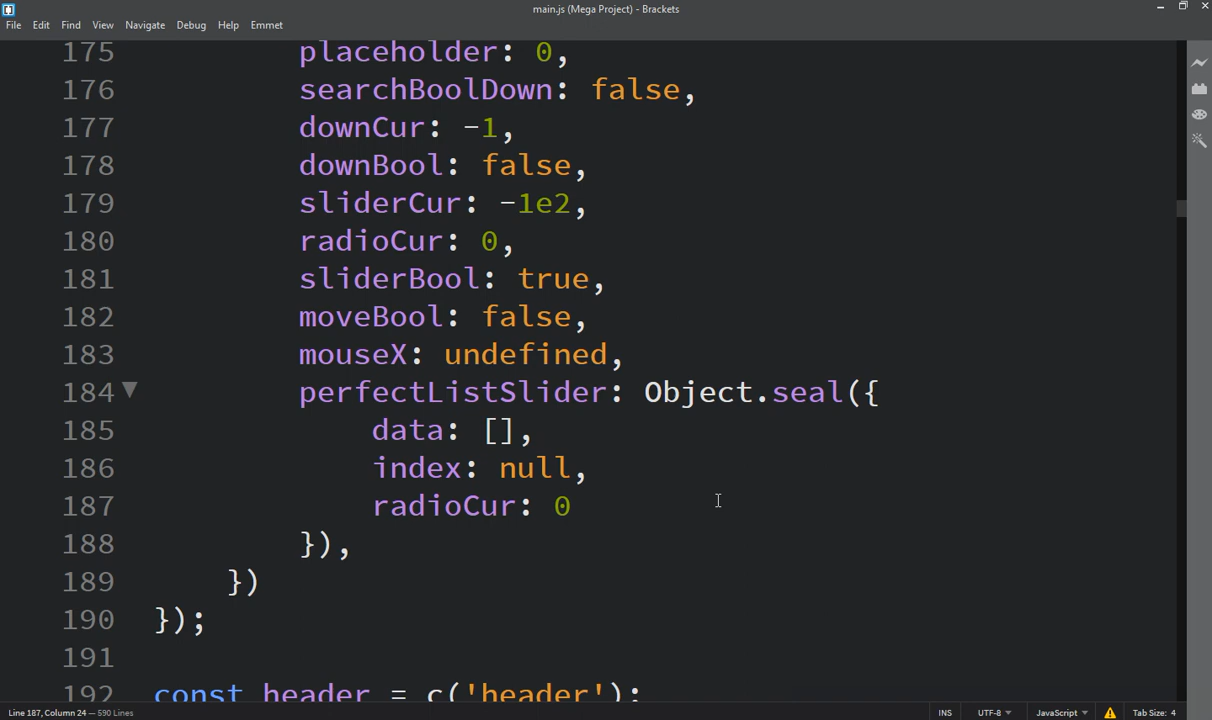 main.js (Mega Project) - Brackets
File Edit Find View Navigate Debug Help Emmet
175 placeholder: 0,
176 searchBoolDown: false,
177 downCur: -1,
178 downBool: false,
179 sliderCur: -1e2,
180 radioCur: 0,
181 sliderBool: true,
182 moveBool: false,
183 mouseX: undefined,
184 perfectListSlider: Object.seal({
185 data: [],
186 index: null,
187 radioCur: 0
188 }),
189 })
190 });
191
192 const header = c('header');
Line 187, Column 24 — 590 Lines INS UTF-8 JavaScript Tab Size: 4